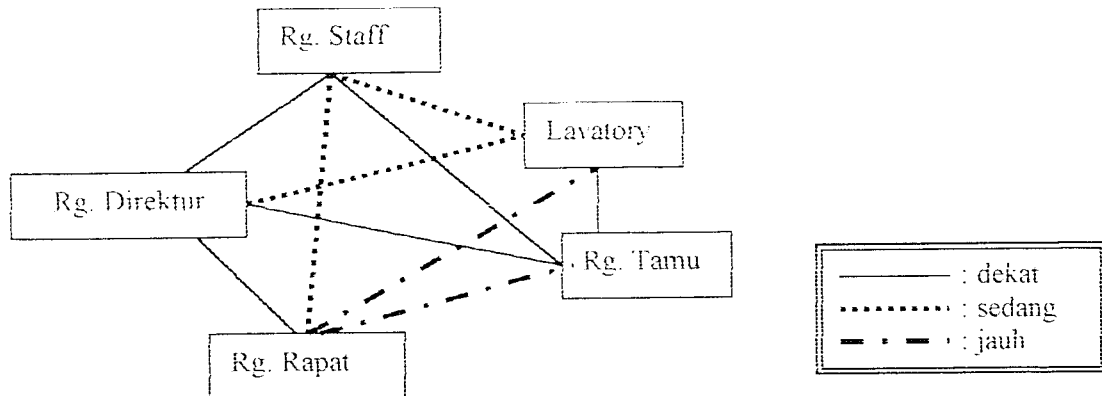 Rg. Staff
Lavatory
Rg. Direktur
Rg. Tamu
Rg. Rapat
: dekat
: sedang
: jauh